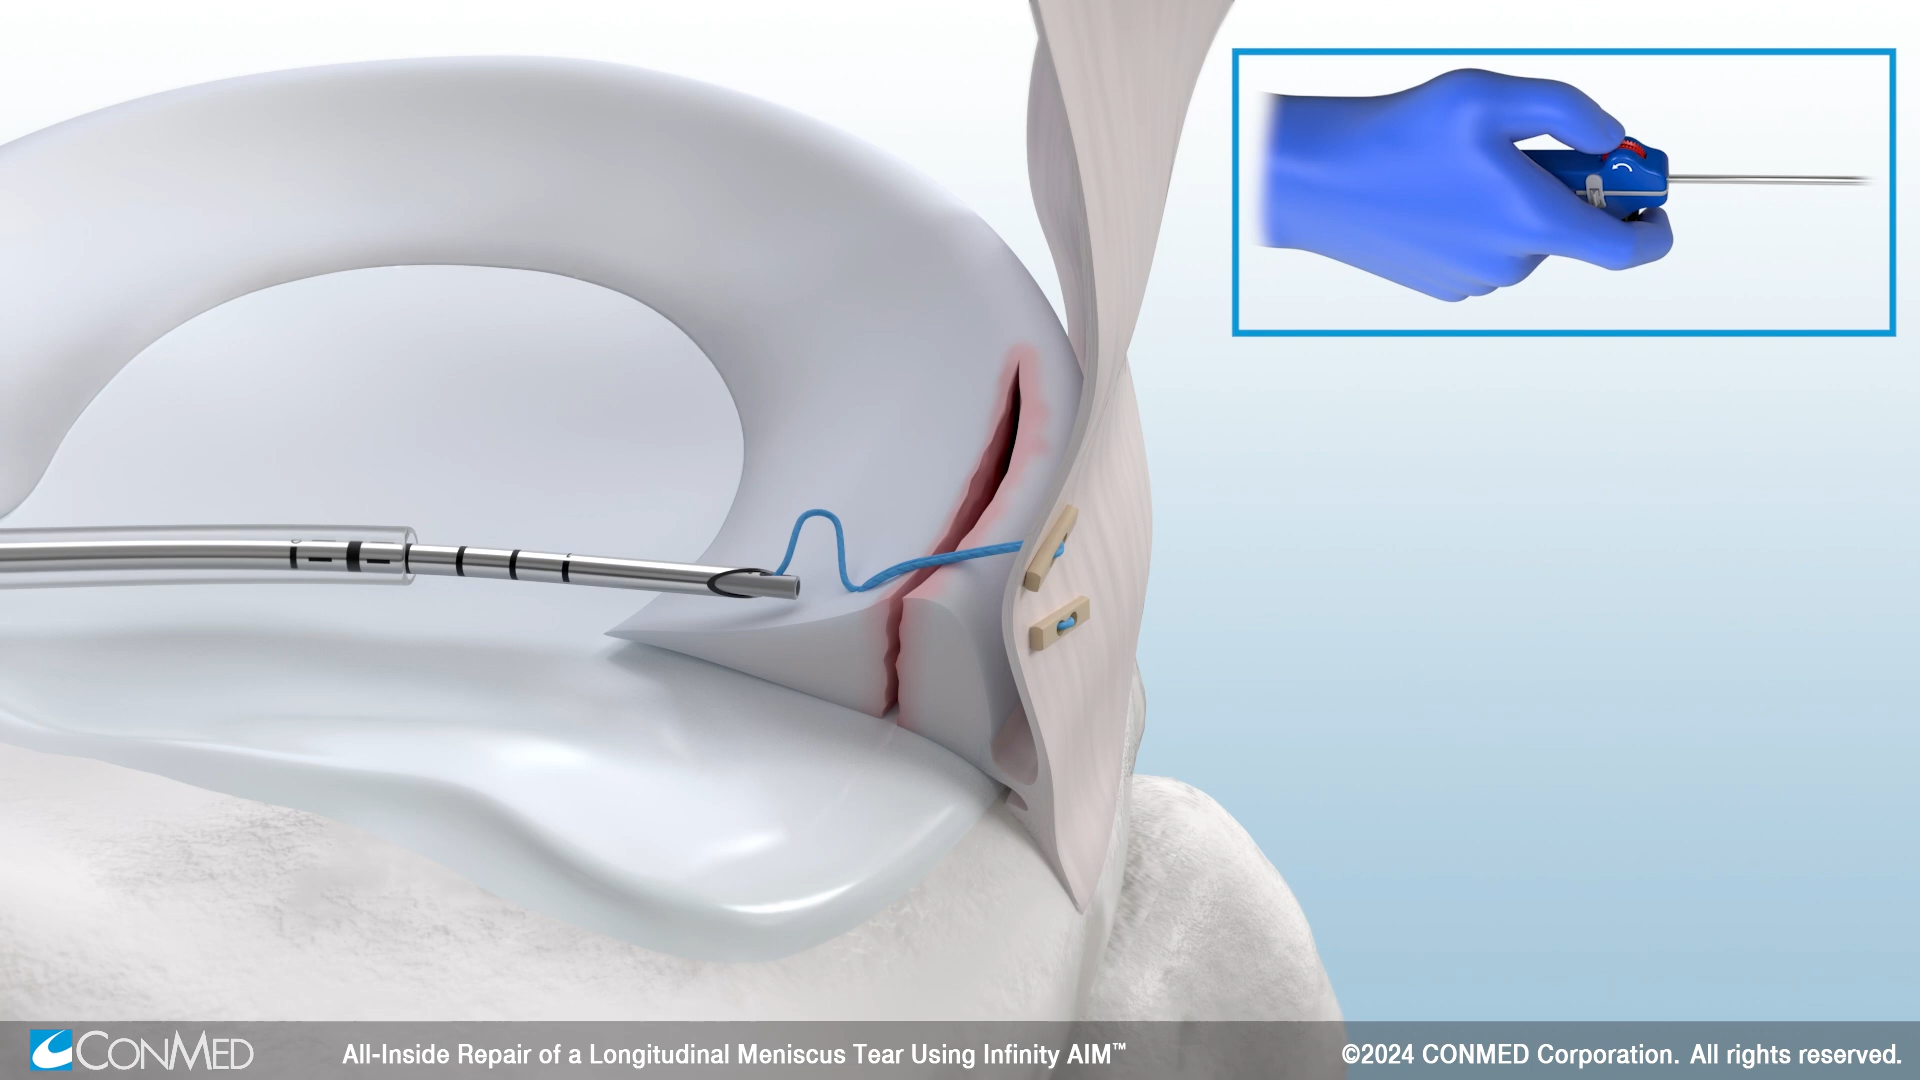 CONMED
All-Inside Repair of a Longitudinal Meniscus Tear Using Infinity AIM™
©2024 CONMED Corporation. All rights reserved.